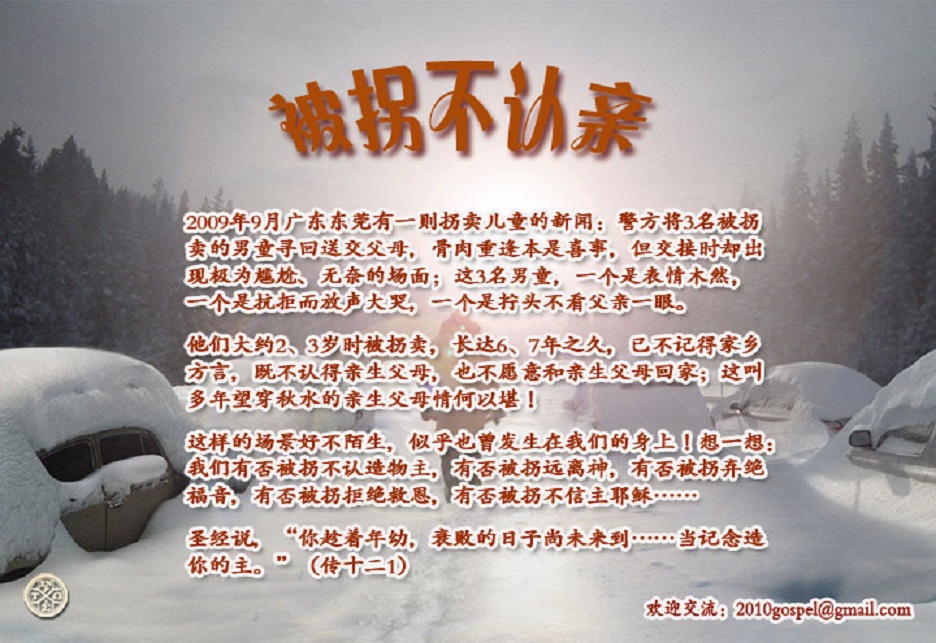 被拐不认亲
2009年9月广东东莞有一则拐卖儿童的新闻：警方将3名被拐
卖的男童寻回送交父母，骨肉重逢本是喜事，但交接时却出
现极为尴尬、无奈的场面；这3名男童，一个是表情木然，
一个是抗拒而放声大哭，一个是拧头不看父亲一眼。
他们大约2、3岁时被拐卖，长达6、7年之久，已不记得家乡
方言，既不认得亲生父母，也不愿意和亲生父母回家；这叫
多年望穿秋水的亲生父母情何以堪！
这样的场景好不陌生，似乎也曾发生在我们的身上！想一想：
我们有否被拐不认造物主，有否被拐远离神，有否被拐弃绝
福音，有否被拐拒绝救恩，有否被拐不信主耶稣……
圣经说，“你趁着年幼，衰败的日子尚未来到……当记念造
你的主。”（传十二1）
欢迎交流：2010gospel@gmail.com